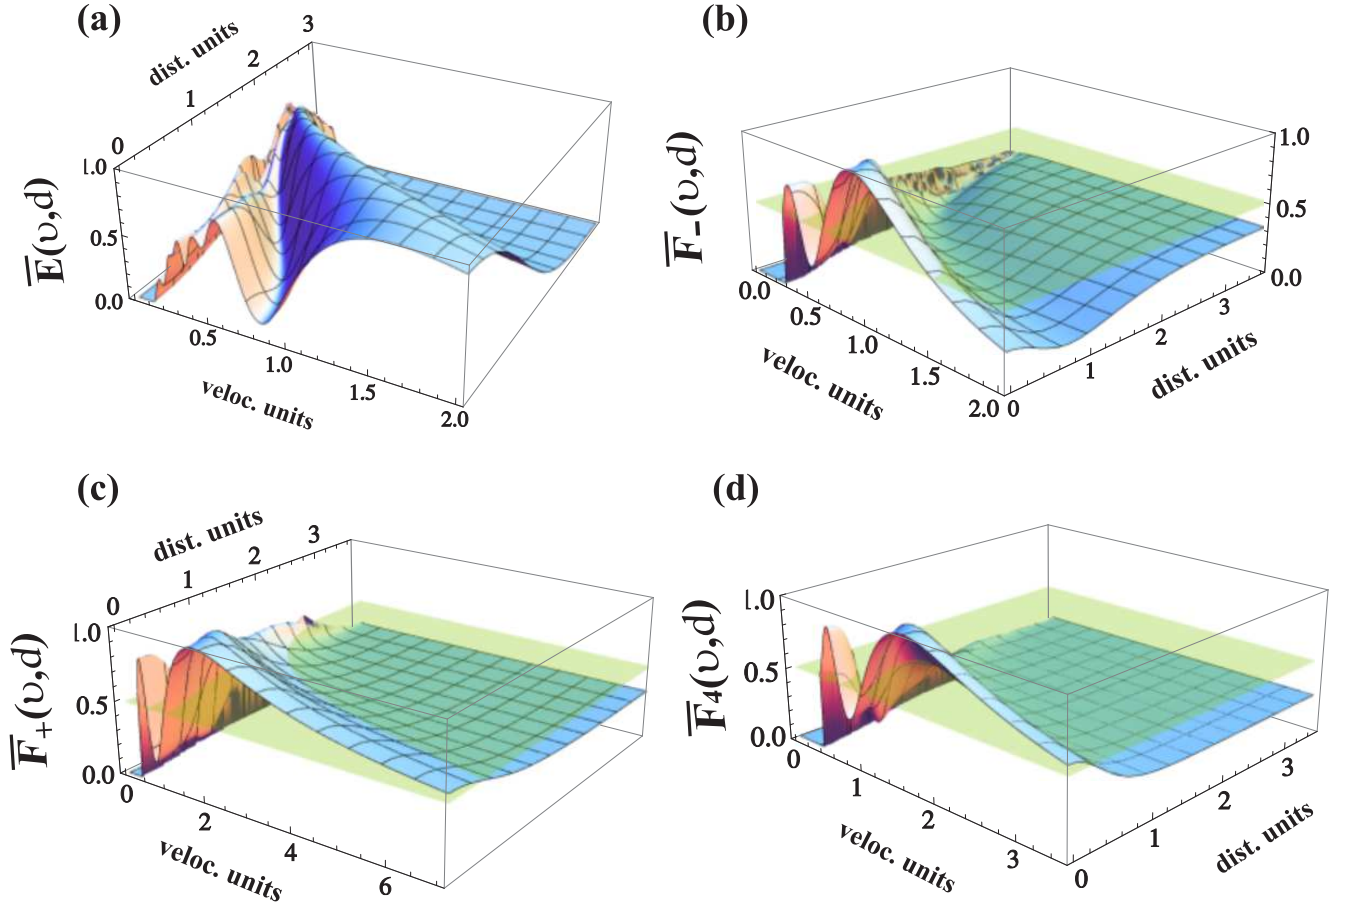 (a)
dist. units
0
1
2
3
E̅(υ,d)
1.0
0.5
0.0
0.5
1.0
1.5
2.0
veloc. units
(b)
F̅₋(υ,d)
1.0
0.5
0.0
0.0
0.5
1.0
1.5
2.0
veloc. units
0
1
2
3
dist. units
(c)
dist. units
0
1
2
3
F̅₊(υ,d)
1.0
0.5
0.0
0
2
4
6
veloc. units
(d)
F̅₄(υ,d)
1.0
0.5
0.0
0
1
2
3
veloc. units
0
1
2
3
dist. units